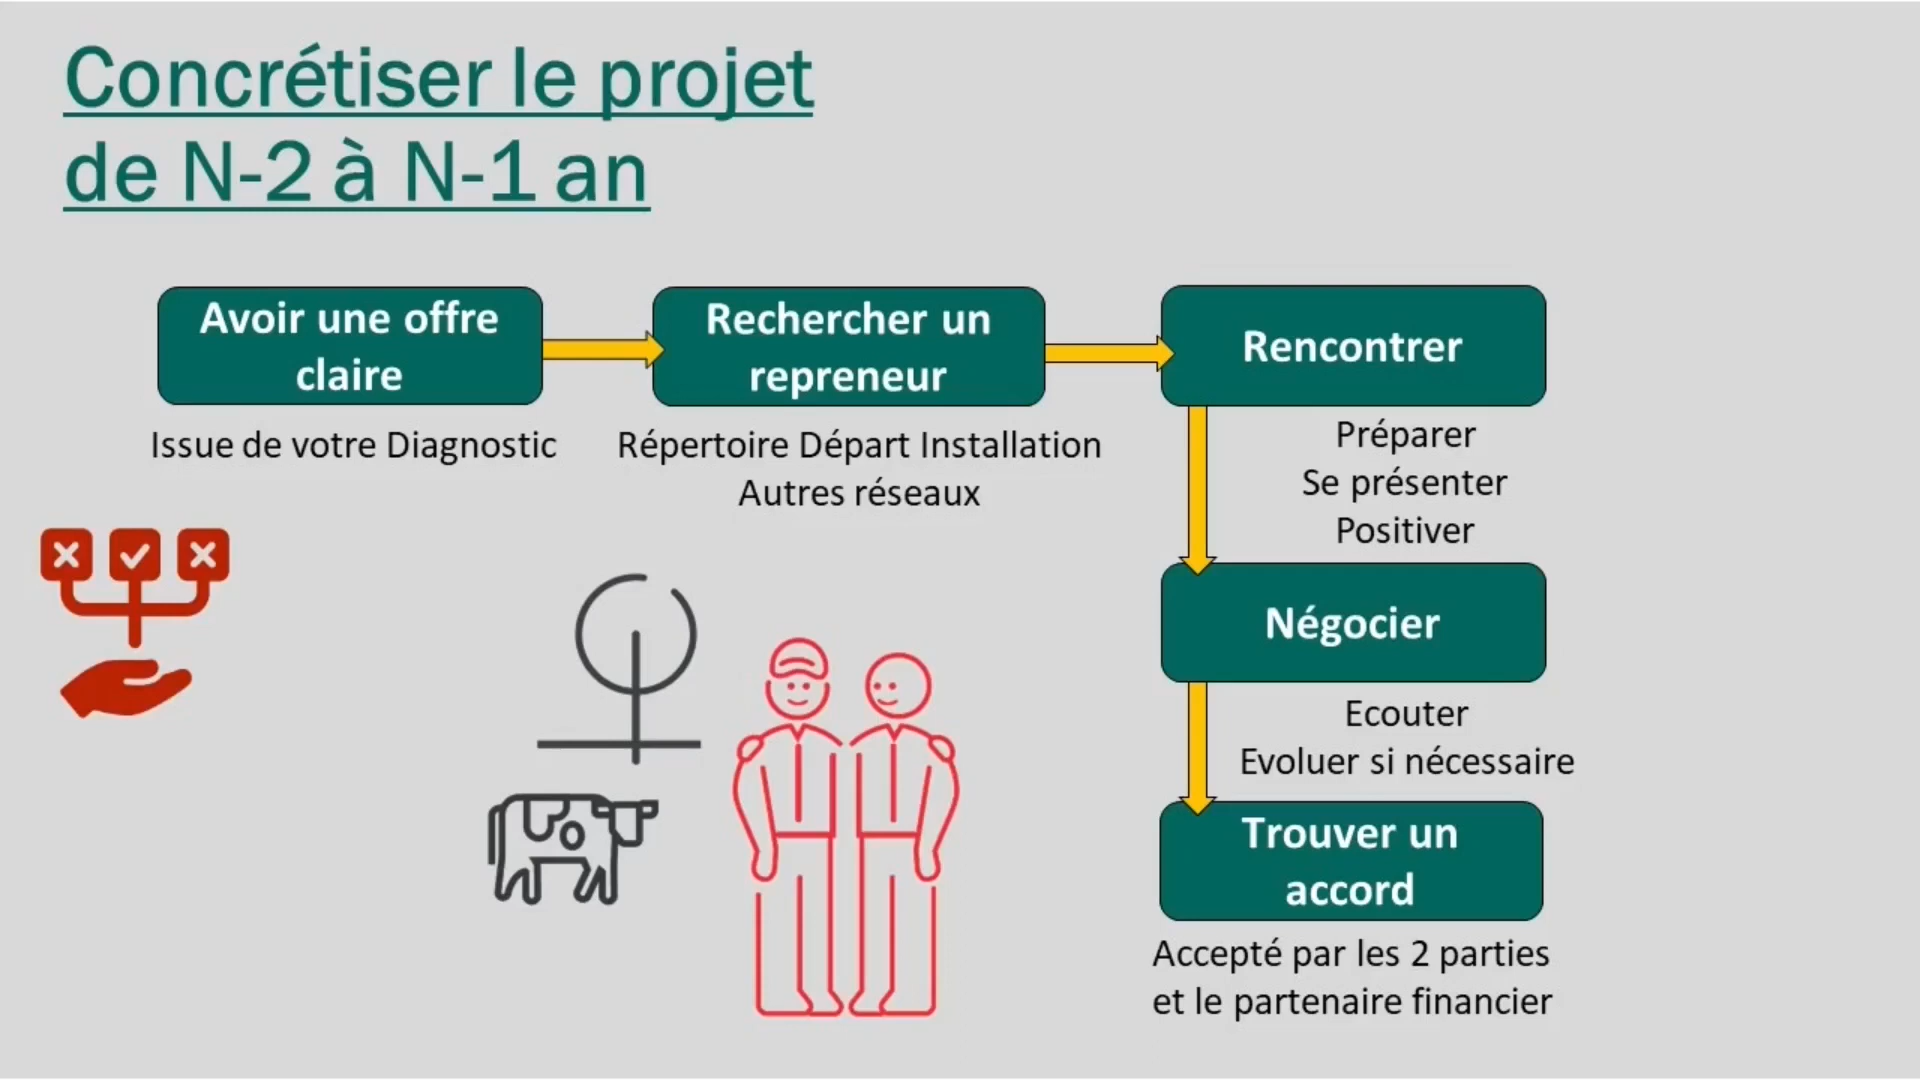 Concrétiser le projet
de N-2 à N-1 an
Avoir une offre
claire
Issue de votre Diagnostic
Rechercher un
repreneur
Répertoire Départ Installation
Autres réseaux
Rencontrer
Préparer
Se présenter
Positiver
Négocier
Ecouter
Evoluer si nécessaire
Trouver un
accord
Accepté par les 2 parties
et le partenaire financier